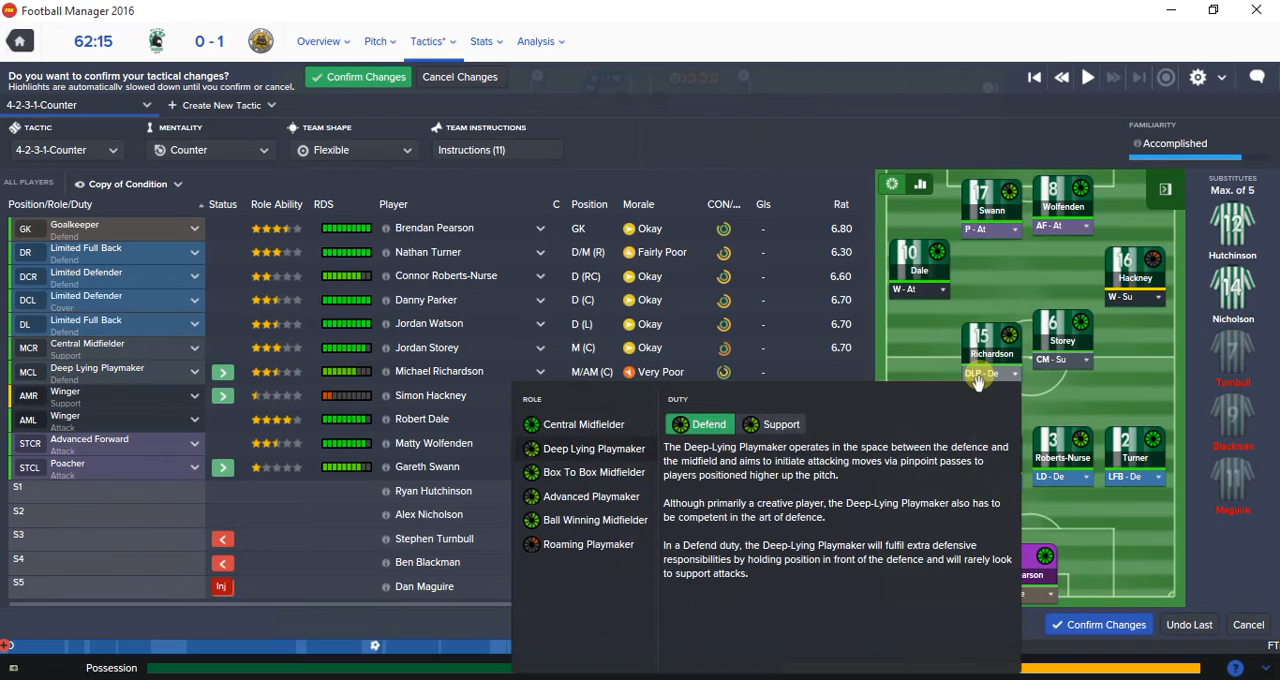 Football Manager 2016
62:15
0 - 1
Overview
Pitch
Tactics*
Stats
Analysis
Do you want to confirm your tactical changes?
Highlights are automatically slowed down until you confirm or cancel.
Confirm Changes
Cancel Changes
4-2-3-1-Counter
+ Create New Tactic
TACTIC
4-2-3-1-Counter
MENTALITY
Counter
TEAM SHAPE
Flexible
TEAM INSTRUCTIONS
Instructions (11)
FAMILIARITY
Accomplished
ALL PLAYERS
Copy of Condition
Position/Role/Duty Status Role Ability RDS Player C Position Morale CON/... Gls Rat
GK Goalkeeper Defend Brendan Pearson GK Okay - 6.80
DR Limited Full Back Defend Nathan Turner D/M (R) Fairly Poor - 6.30
DCR Limited Defender Defend Connor Roberts-Nurse D (RC) Okay - 6.60
DCL Limited Defender Cover Danny Parker D (C) Okay - 6.70
DL Limited Full Back Defend Jordan Watson D (L) Okay - 6.70
MCR Central Midfielder Support Jordan Storey M (C) Okay - 6.70
MCL Deep Lying Playmaker Defend Michael Richardson M/AM (C) Very Poor -
AMR Winger Support Simon Hackney
AML Winger Attack Robert Dale
STCR Advanced Forward Attack Matty Wolfenden
STCL Poacher Attack Gareth Swann
S1 Ryan Hutchinson
S2 Alex Nicholson
S3 Stephen Turnbull
S4 Ben Blackman
S5 Inj Dan Maguire
17
Swann
P - At
8
Wolfenden
AF - At
10
Dale
W - At
16
Hackney
W - Su
15
Richardson
DLP - De
6
Storey
CM - Su
3
Roberts-Nurse
LD - De
2
Turner
LFB - De
arson
SUBSTITUTES
Max. of 5
12
Hutchinson
14
Nicholson
7
Turnbull
9
Blackman
11
Maguire
ROLE
Central Midfielder
Deep Lying Playmaker
Box To Box Midfielder
Advanced Playmaker
Ball Winning Midfielder
Roaming Playmaker
DUTY
Defend
Support
The Deep-Lying Playmaker operates in the space between the defence and
the midfield and aims to initiate attacking moves via pinpoint passes to
players positioned higher up the pitch.
Although primarily a creative player, the Deep-Lying Playmaker also has to
be competent in the art of defence.
In a Defend duty, the Deep-Lying Playmaker will fulfil extra defensive
responsibilities by holding position in front of the defence and will rarely look
to support attacks.
Confirm Changes
Undo Last
Cancel
FT
Possession